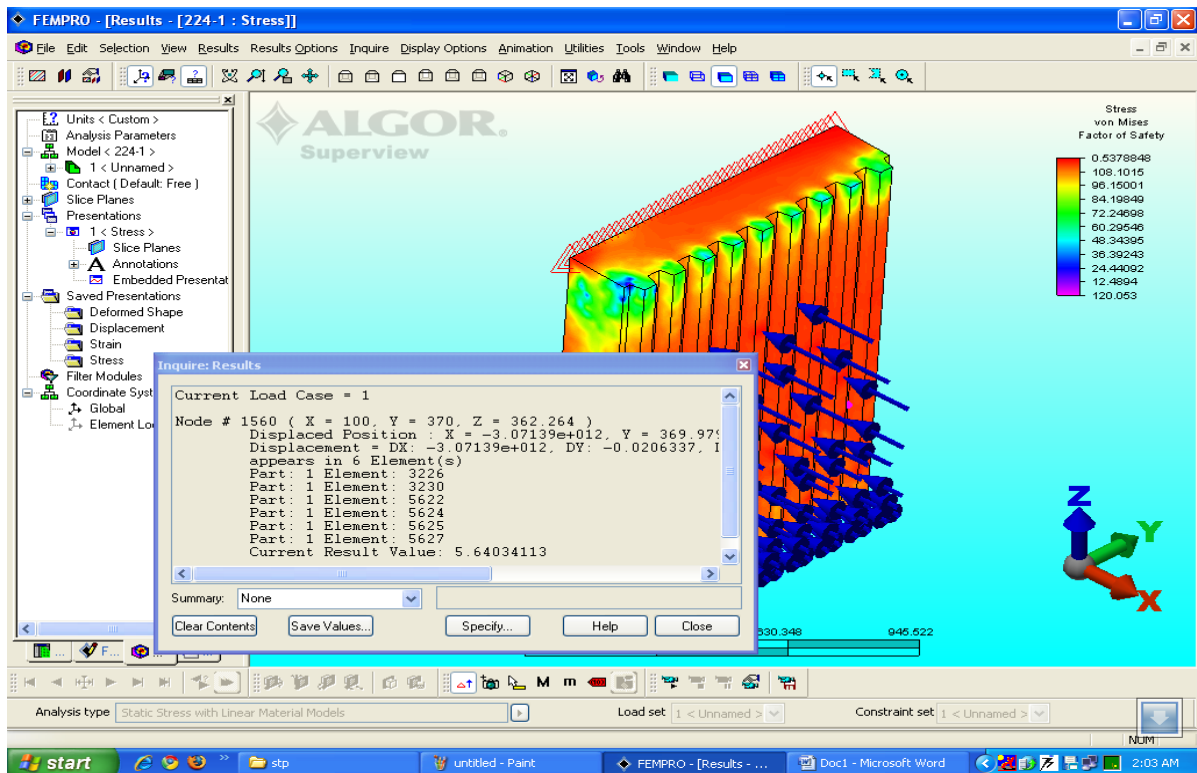 FEMPRO - [Results - [224-1 : Stress]]
File Edit Selection View Results Results Options Inquire Display Options Animation Utilities Tools Window Help
Units < Custom >
Analysis Parameters
Model < 224-1 >
1 < Unnamed >
Contact ( Default: Free )
Slice Planes
Presentations
1 < Stress >
Slice Planes
Annotations
Embedded Presentat
Saved Presentations
Deformed Shape
Displacement
Strain
Stress
Filter Modules
Coordinate Syst
Global
Element Lo
ALGOR®
Superview
Stress
von Mises
Factor of Safety
0.5378848
108.1015
96.15001
84.19849
72.24698
60.29546
48.34395
36.39243
24.44092
12.4894
120.053
Inquire: Results
Current Load Case = 1
Node # 1560 ( X = 100, Y = 370, Z = 362.264 )
Displaced Position : X = -3.07139e+012, Y = 369.979
Displacement = DX: -3.07139e+012, DY: -0.0206337,
appears in 6 Element(s)
Part: 1 Element: 3226
Part: 1 Element: 3230
Part: 1 Element: 5622
Part: 1 Element: 5624
Part: 1 Element: 5625
Part: 1 Element: 5627
Current Result Value: 5.64034113
Summary: None
Clear Contents Save Values... Specify... Help Close
630.348 945.522
Z
Y
X
... F... ... ...
M m
Analysis type Static Stress with Linear Material Models Load set 1 < Unnamed > Constraint set 1 < Unnamed >
NUM
start stp untitled - Paint FEMPRO - [Results - ... Doc1 - Microsoft Word 2:03 AM